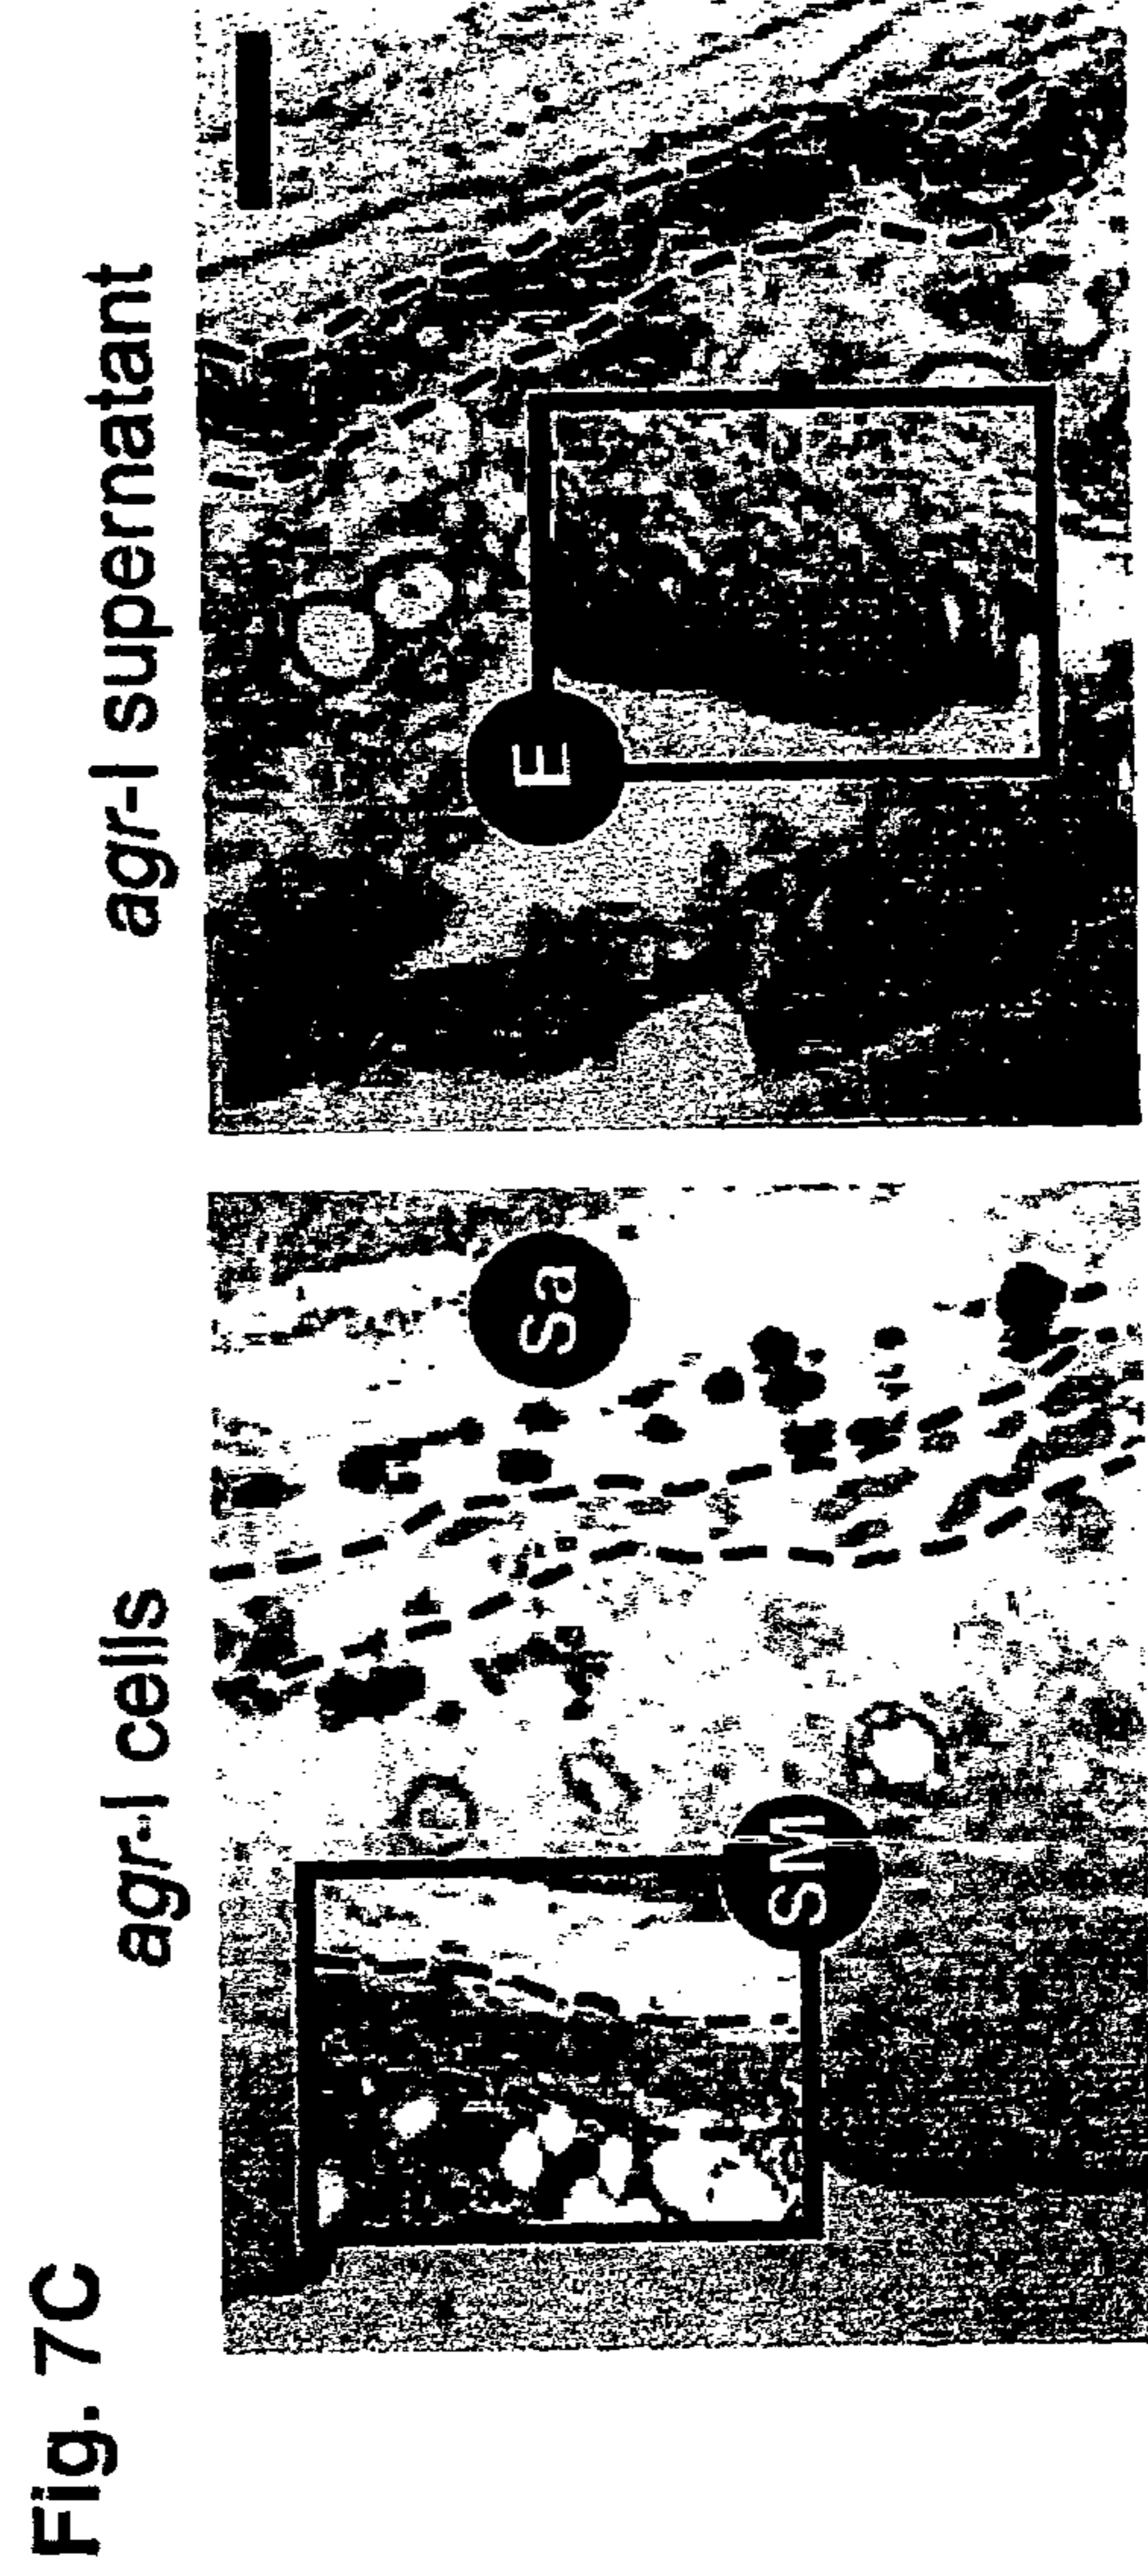 Fig. 7C
agr-I cells
agr-I supernatant
SM
Sa
E